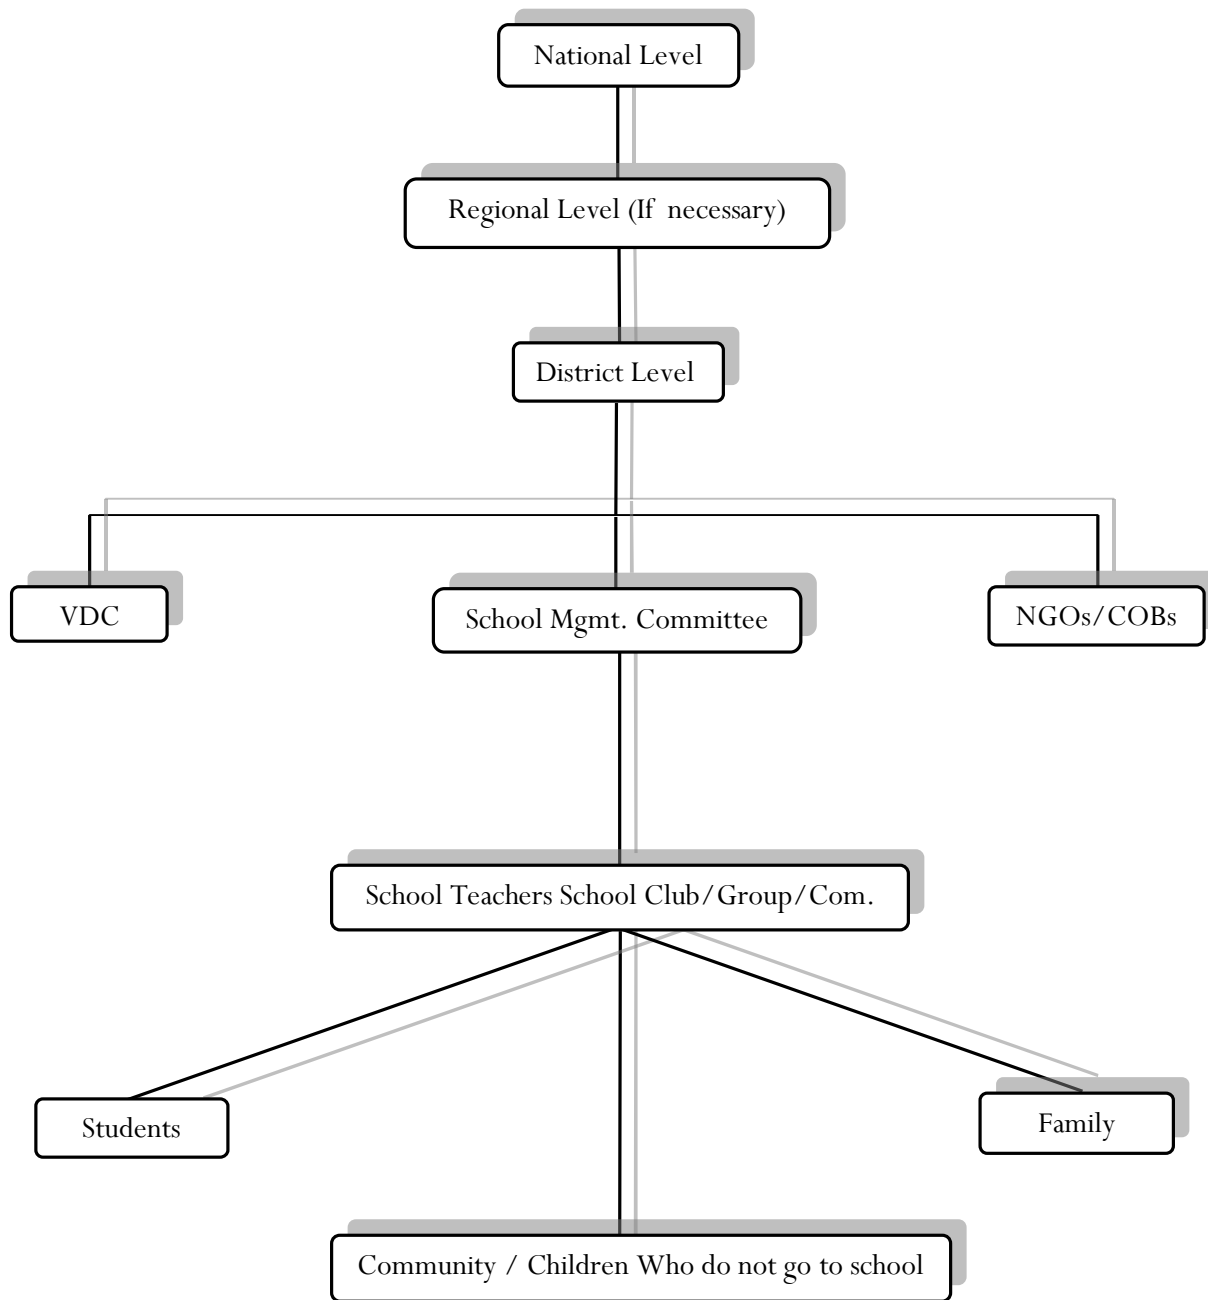 National Level
Regional Level (If necessary)
District Level
VDC
School Mgmt. Committee
NGOs/COBs
School Teachers School Club/Group/Com.
Students
Family
Community / Children Who do not go to school